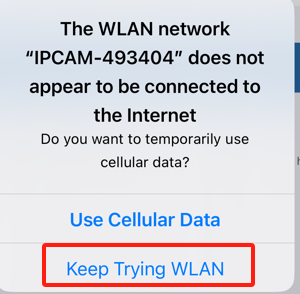 The WLAN network
“IPCAM-493404” does not
appear to be connected to
the Internet
Do you want to temporarily use
cellular data?
Use Cellular Data
Keep Trying WLAN